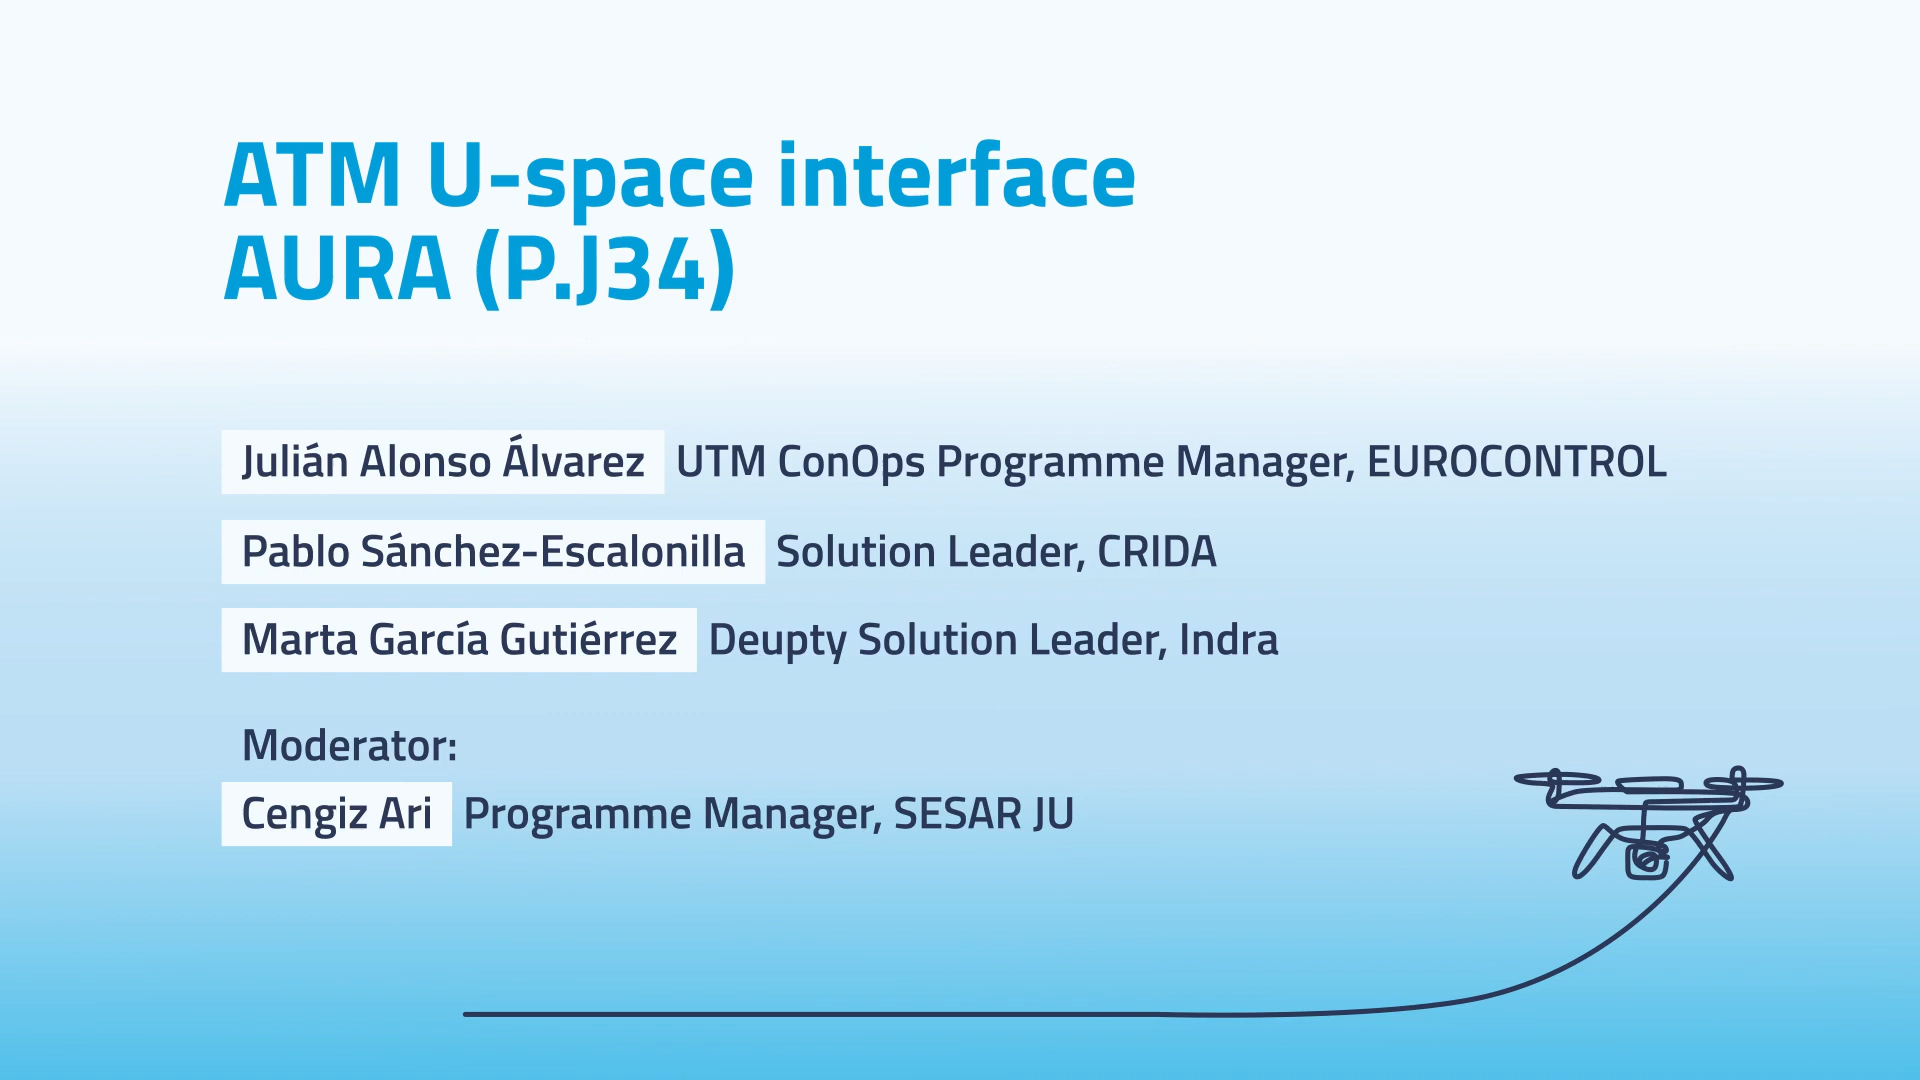 ATM U-space interface
AURA (P.J34)
Julián Alonso Álvarez UTM ConOps Programme Manager, EUROCONTROL
Pablo Sánchez-Escalonilla Solution Leader, CRIDA
Marta García Gutiérrez Deupty Solution Leader, Indra
Moderator:
Cengiz Ari Programme Manager, SESAR JU